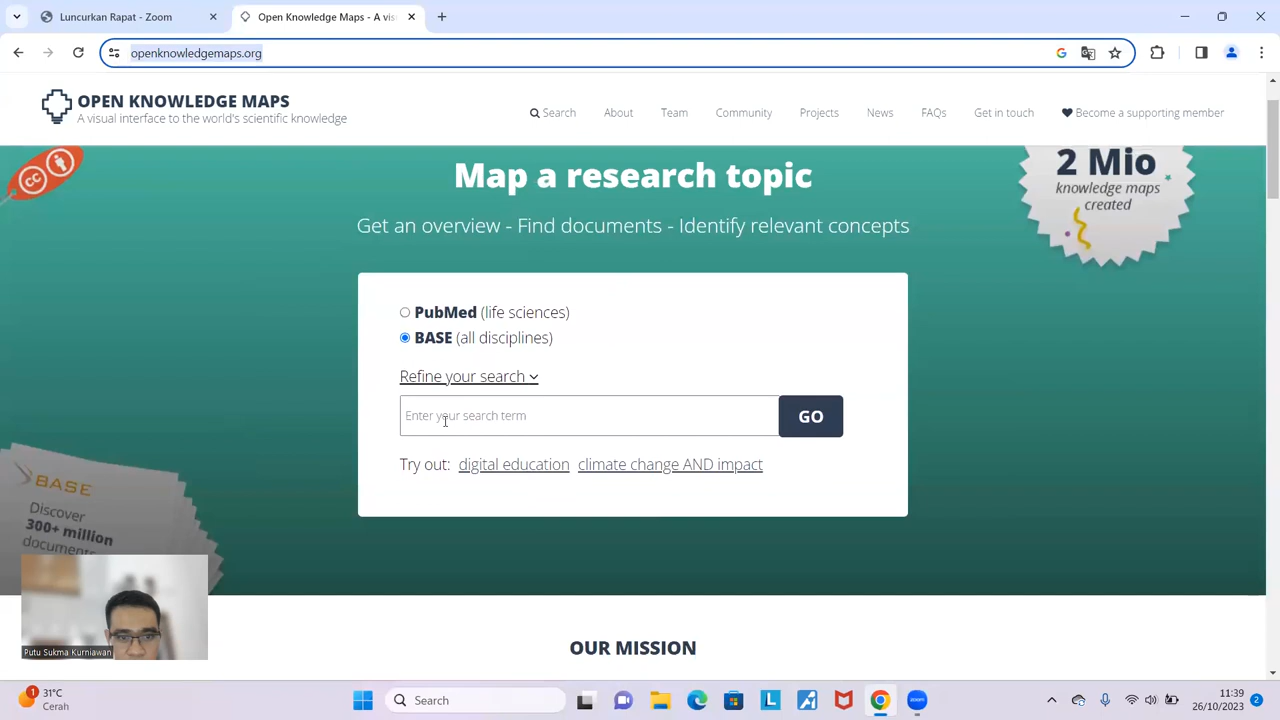 Luncurkan Rapat - Zoom
Open Knowledge Maps - A vis
openknowledgemaps.org
OPEN KNOWLEDGE MAPS
A visual interface to the world's scientific knowledge
Search About Team Community Projects News FAQs Get in touch Become a supporting member
Map a research topic
Get an overview - Find documents - Identify relevant concepts
2 Mio
knowledge maps
created
PubMed (life sciences)
BASE (all disciplines)
Refine your search
Enter your search term
GO
Try out: digital education climate change AND impact
BASE
Discover
300+ million
documents
OUR MISSION
Putu Sukma Kurniawan
1
31°C
Cerah
Search
zoom
11:39
26/10/2023
2